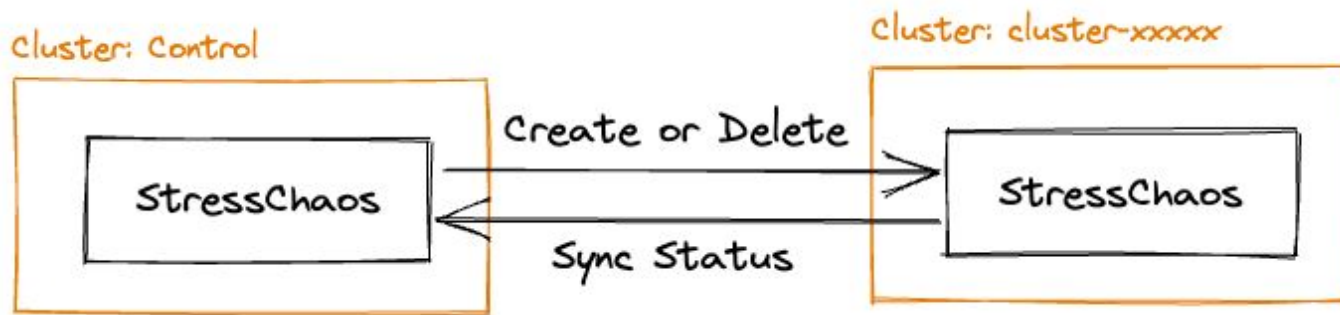 Cluster: Control
Cluster: cluster-xxxxx
Create or Delete
StressChaos
StressChaos
Sync Status